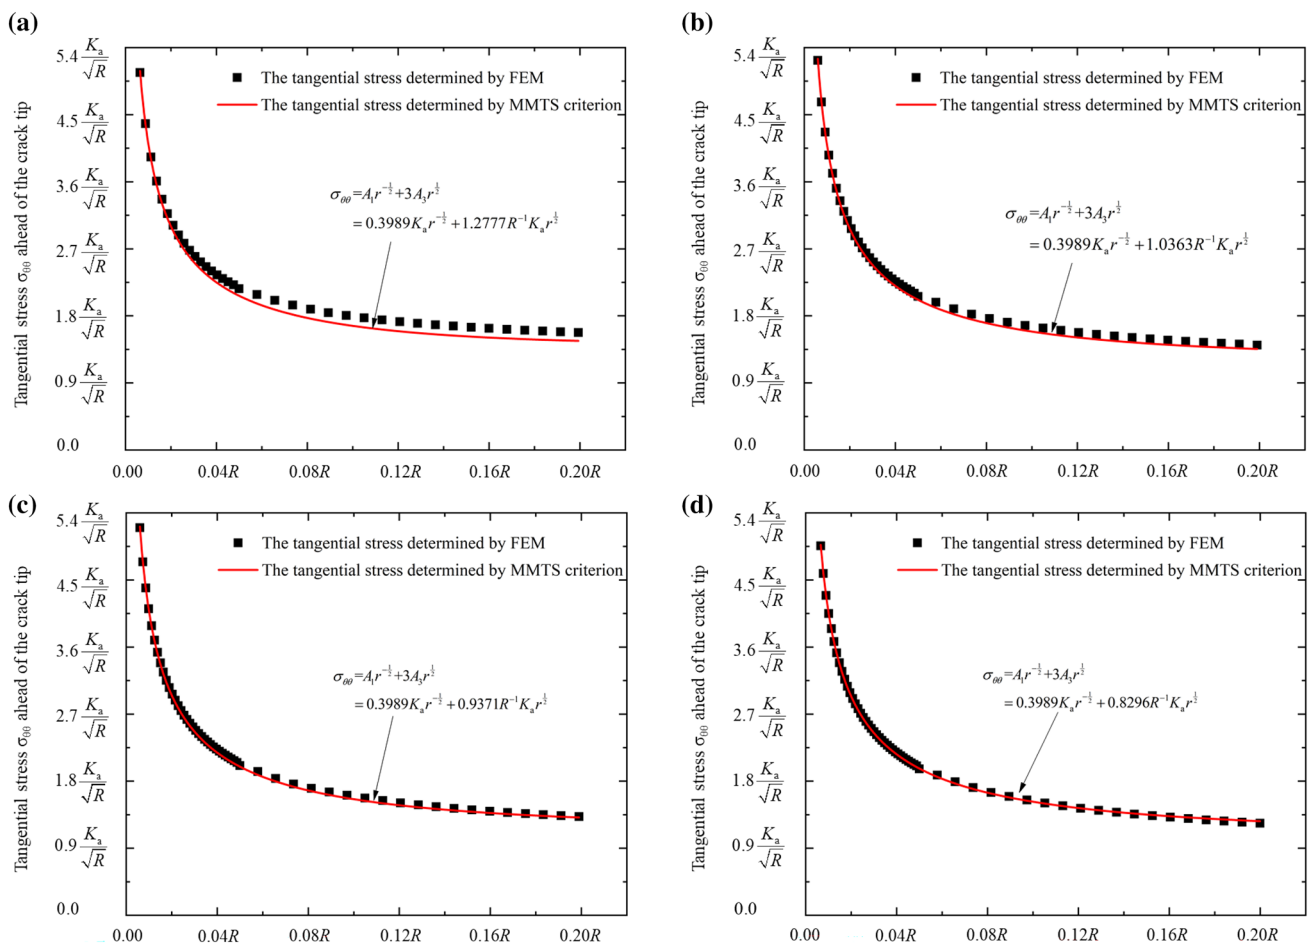 (a)
5.4 Kₐ/√R
4.5 Kₐ/√R
3.6 Kₐ/√R
2.7 Kₐ/√R
1.8 Kₐ/√R
0.9 Kₐ/√R
0.0
Tangential stress σθθ ahead of the crack tip
The tangential stress determined by FEM
The tangential stress determined by MMTS criterion
σθθ=A₁r^(-1/2)+3A₃r^(1/2)
= 0.3989Kₐr^(-1/2)+1.2777R⁻¹Kₐr^(1/2)
0.00 0.04R 0.08R 0.12R 0.16R 0.20R
(b)
5.4 Kₐ/√R
4.5 Kₐ/√R
3.6 Kₐ/√R
2.7 Kₐ/√R
1.8 Kₐ/√R
0.9 Kₐ/√R
0.0
Tangential stress σθθ ahead of the crack tip
The tangential stress determined by FEM
The tangential stress determined by MMTS criterion
σθθ=A₁r^(-1/2)+3A₃r^(1/2)
= 0.3989Kₐr^(-1/2)+1.0363R⁻¹Kₐr^(1/2)
0.00 0.04R 0.08R 0.12R 0.16R 0.20R
(c)
5.4 Kₐ/√R
4.5 Kₐ/√R
3.6 Kₐ/√R
2.7 Kₐ/√R
1.8 Kₐ/√R
0.9 Kₐ/√R
0.0
Tangential stress σθθ ahead of the crack tip
The tangential stress determined by FEM
The tangential stress determined by MMTS criterion
σθθ=A₁r^(-1/2)+3A₃r^(1/2)
= 0.3989Kₐr^(-1/2)+0.9371R⁻¹Kₐr^(1/2)
0.00 0.04R 0.08R 0.12R 0.16R 0.20R
(d)
5.4 Kₐ/√R
4.5 Kₐ/√R
3.6 Kₐ/√R
2.7 Kₐ/√R
1.8 Kₐ/√R
0.9 Kₐ/√R
0.0
Tangential stress σθθ ahead of the crack tip
The tangential stress determined by FEM
The tangential stress determined by MMTS criterion
σθθ=A₁r^(-1/2)+3A₃r^(1/2)
= 0.3989Kₐr^(-1/2)+0.8296R⁻¹Kₐr^(1/2)
0.00 0.04R 0.08R 0.12R 0.16R 0.20R